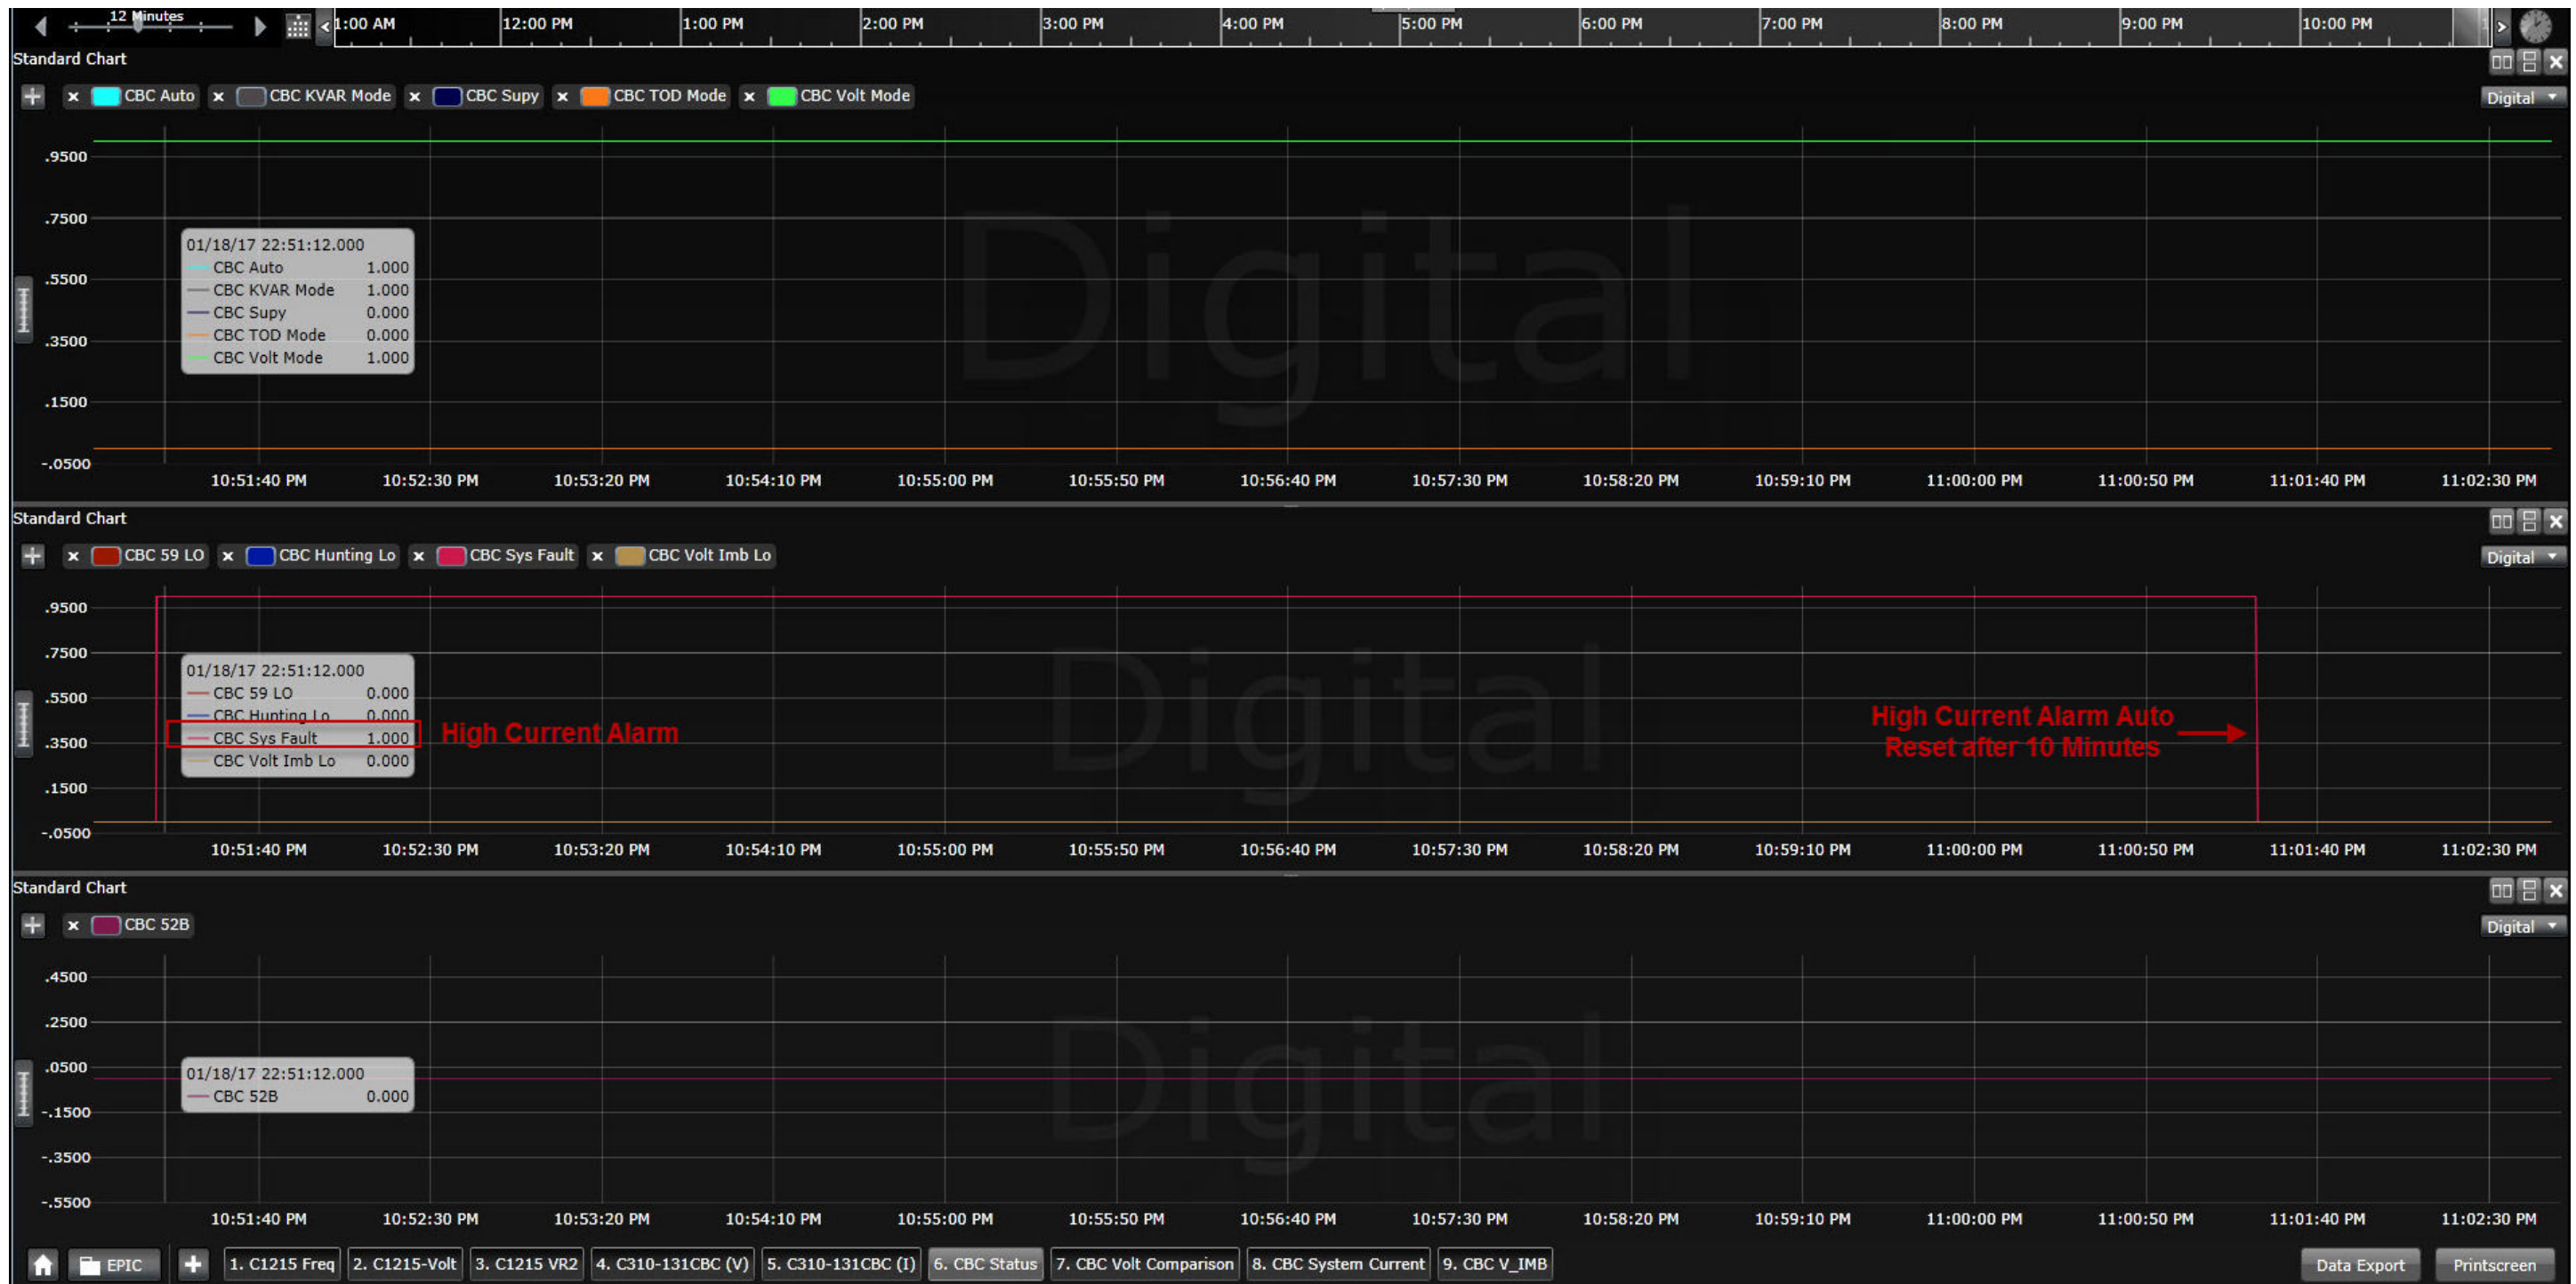 12 Minutes
1:00 AM 12:00 PM 1:00 PM 2:00 PM 3:00 PM 4:00 PM 5:00 PM 6:00 PM 7:00 PM 8:00 PM 9:00 PM 10:00 PM 1
Standard Chart
CBC Auto CBC KVAR Mode CBC Supy CBC TOD Mode CBC Volt Mode
Digital
Digital
.9500
.7500
.5500
.3500
.1500
-.0500
01/18/17 22:51:12.000
CBC Auto 1.000
CBC KVAR Mode 1.000
CBC Supy 0.000
CBC TOD Mode 0.000
CBC Volt Mode 1.000
10:51:40 PM 10:52:30 PM 10:53:20 PM 10:54:10 PM 10:55:00 PM 10:55:50 PM 10:56:40 PM 10:57:30 PM 10:58:20 PM 10:59:10 PM 11:00:00 PM 11:00:50 PM 11:01:40 PM 11:02:30 PM
Standard Chart
CBC 59 LO CBC Hunting Lo CBC Sys Fault CBC Volt Imb Lo
Digital
Digital
.9500
.7500
.5500
.3500
.1500
-.0500
01/18/17 22:51:12.000
CBC 59 LO 0.000
CBC Hunting Lo 0.000
CBC Sys Fault 1.000
CBC Volt Imb Lo 0.000
High Current Alarm
High Current Alarm Auto
Reset after 10 Minutes
10:51:40 PM 10:52:30 PM 10:53:20 PM 10:54:10 PM 10:55:00 PM 10:55:50 PM 10:56:40 PM 10:57:30 PM 10:58:20 PM 10:59:10 PM 11:00:00 PM 11:00:50 PM 11:01:40 PM 11:02:30 PM
Standard Chart
CBC 52B
Digital
Digital
.4500
.2500
.0500
-.1500
-.3500
-.5500
01/18/17 22:51:12.000
CBC 52B 0.000
10:51:40 PM 10:52:30 PM 10:53:20 PM 10:54:10 PM 10:55:00 PM 10:55:50 PM 10:56:40 PM 10:57:30 PM 10:58:20 PM 10:59:10 PM 11:00:00 PM 11:00:50 PM 11:01:40 PM 11:02:30 PM
EPIC 1. C1215 Freq 2. C1215-Volt 3. C1215 VR2 4. C310-131CBC (V) 5. C310-131CBC (I) 6. CBC Status 7. CBC Volt Comparison 8. CBC System Current 9. CBC V_IMB Data Export Printscreen